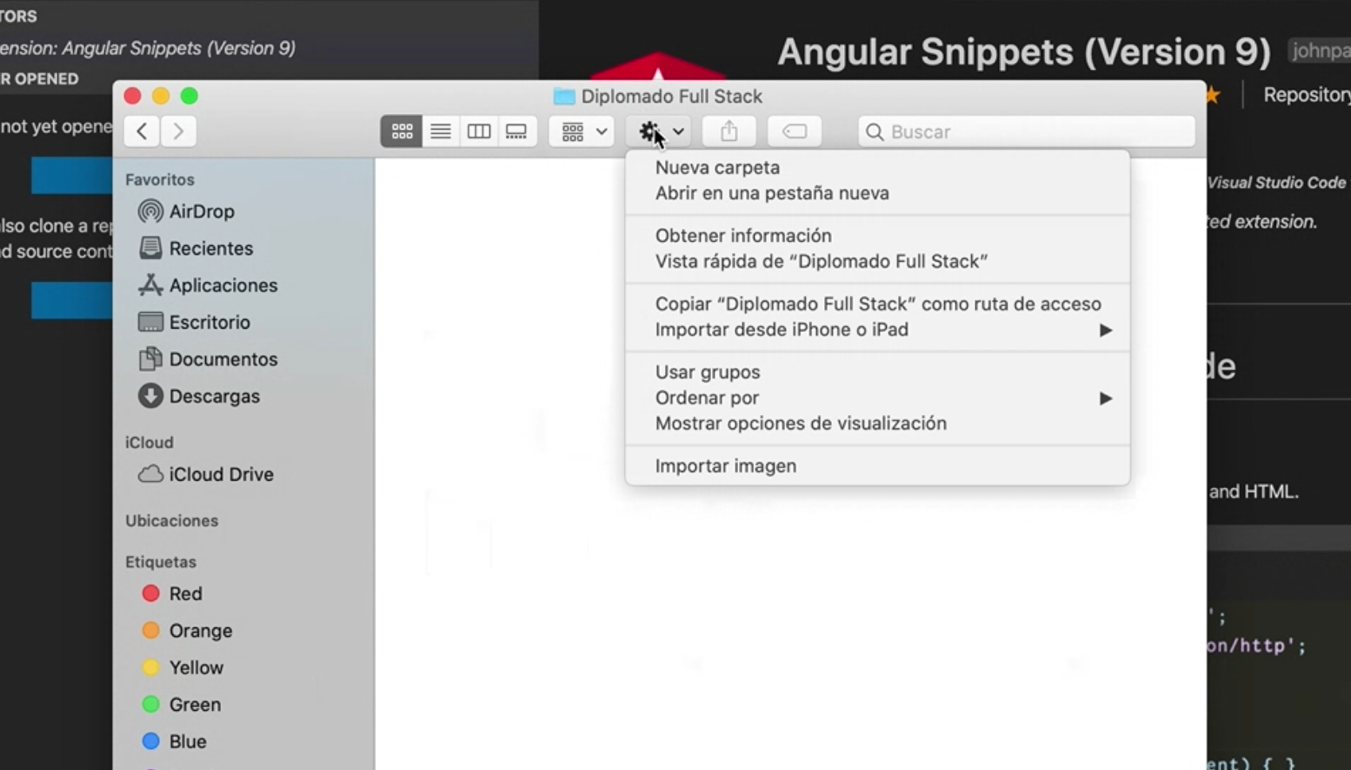 TORS
ension: Angular Snippets (Version 9)
R OPENED
not yet opene
lso clone a rep
d source cont
Angular Snippets (Version 9)
johnpa
Repository
Visual Studio Code
ted extension.
de
and HTML.
';
on/http';
ent) { }
Diplomado Full Stack
Buscar
Favoritos
AirDrop
Recientes
Aplicaciones
Escritorio
Documentos
Descargas
iCloud
iCloud Drive
Ubicaciones
Etiquetas
Red
Orange
Yellow
Green
Blue
Nueva carpeta
Abrir en una pestaña nueva
Obtener información
Vista rápida de “Diplomado Full Stack”
Copiar “Diplomado Full Stack” como ruta de acceso
Importar desde iPhone o iPad
Usar grupos
Ordenar por
Mostrar opciones de visualización
Importar imagen